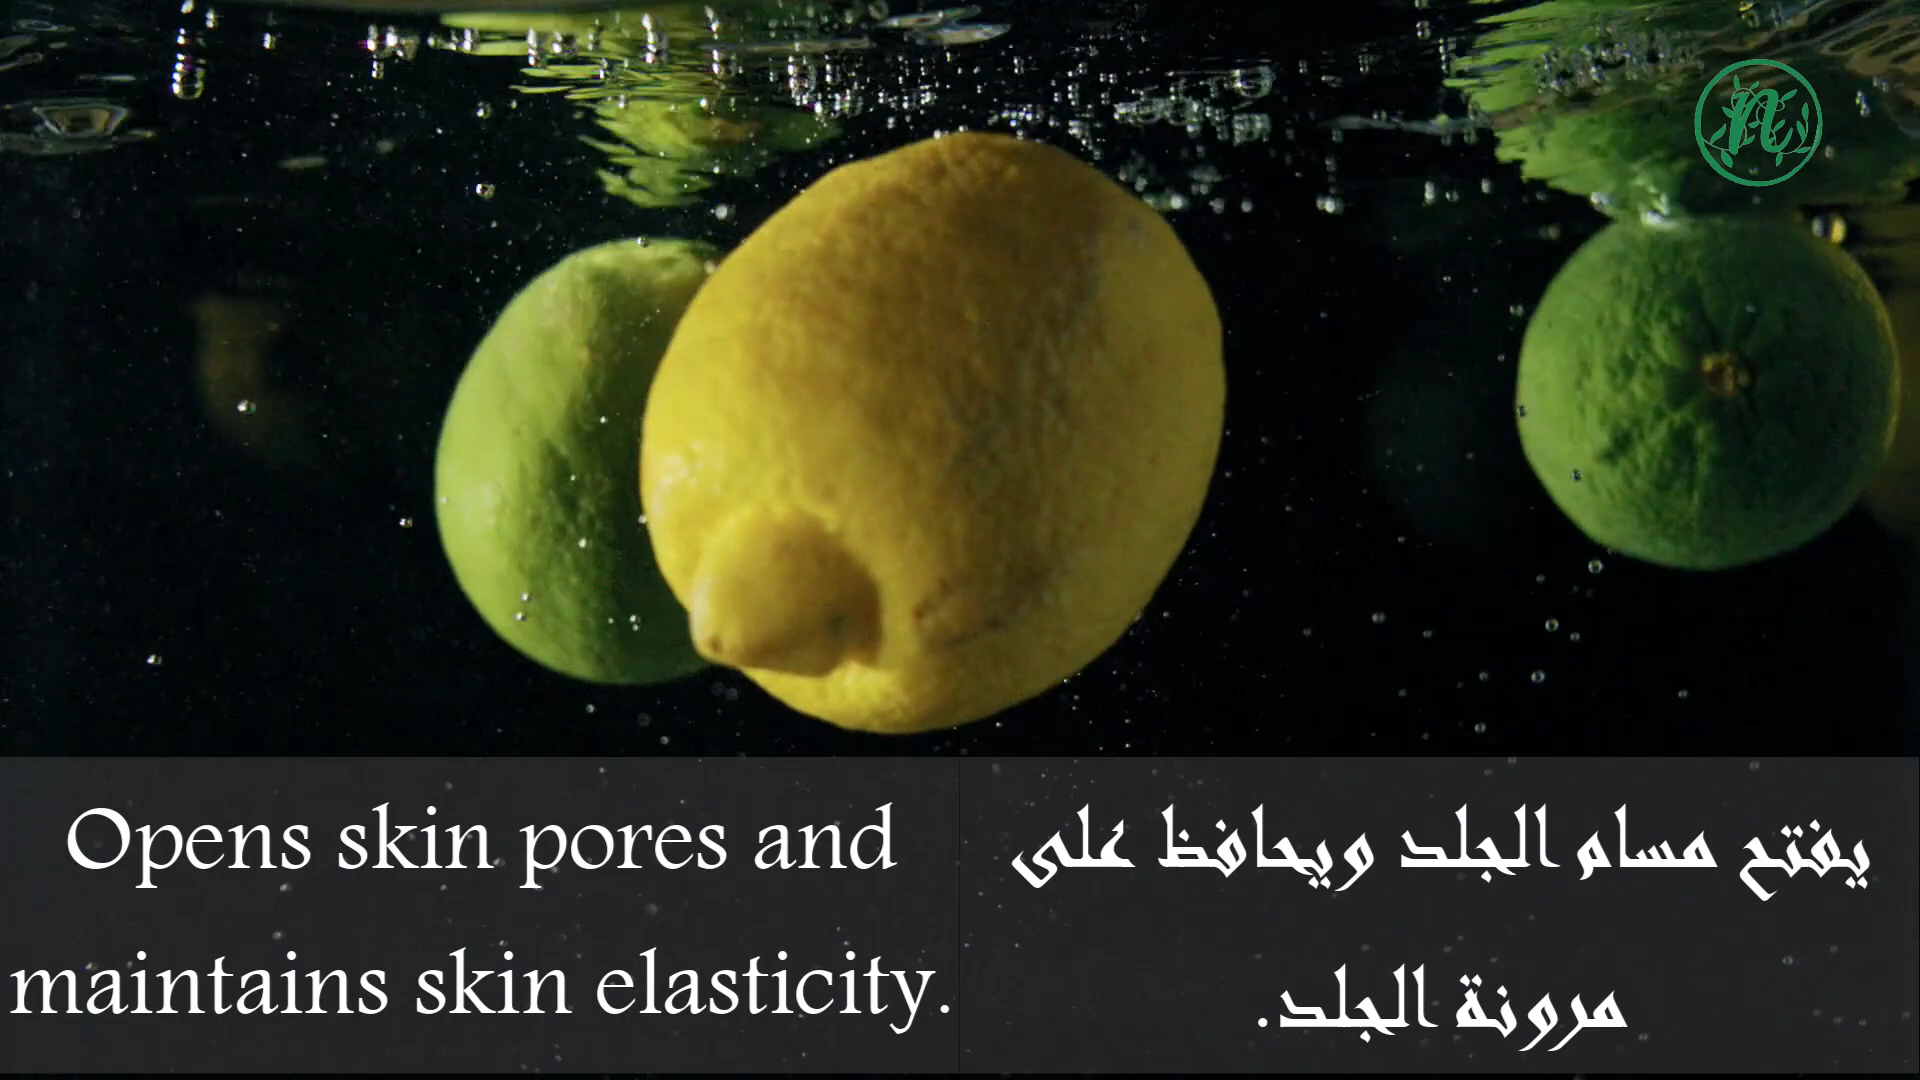 n
Opens skin pores and
maintains skin elasticity.
يفتح مسام الجلد ويحافظ على
مرونة الجلد.